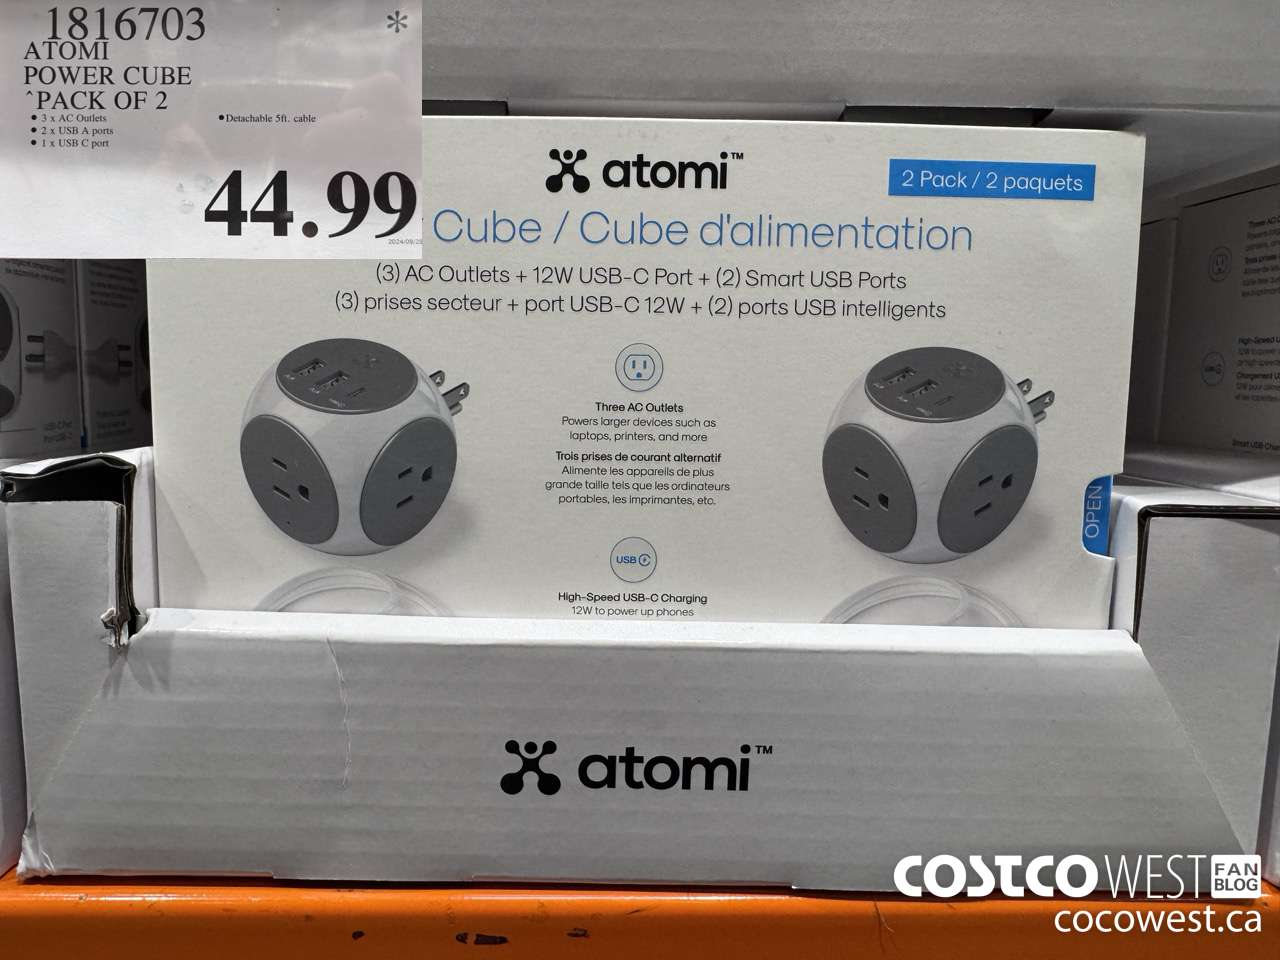 1816703 *
ATOMI
POWER CUBE
^PACK OF 2
• 3 x AC Outlets
• 2 x USB A ports
• 1 x USB C port
• Detachable 5ft. cable
44.99
atomi™
2 Pack / 2 paquets
Cube / Cube d'alimentation
(3) AC Outlets + 12W USB-C Port + (2) Smart USB Ports
(3) prises secteur + port USB-C 12W + (2) ports USB intelligents
Three AC Outlets
Powers larger devices such as
laptops, printers, and more
Trois prises de courant alternatif
Alimente les appareils de plus
grande taille tels que les ordinateurs
portables, les imprimantes, etc.
OPEN
USB C
High-Speed USB-C Charging
12W to power up phones
atomi™
COSTCO WEST FAN BLOG
cocowest.ca